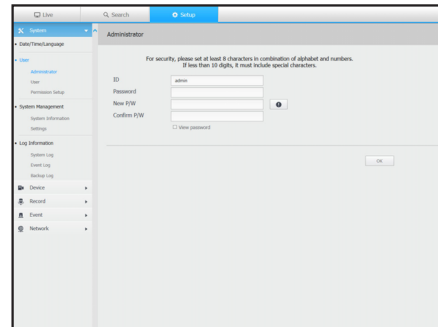 Live
Search
Setup
System
Date/Time/Language
User
Administrator
User
Permission Setup
System Management
System Information
Settings
Log Information
System Log
Event Log
Backup Log
Device
Record
Event
Network
Administrator
For security, please set at least 8 characters in combination of alphabet and numbers.
If less than 10 digits, it must include special characters.
ID
admin
Password
New P/W
Confirm P/W
View password
OK